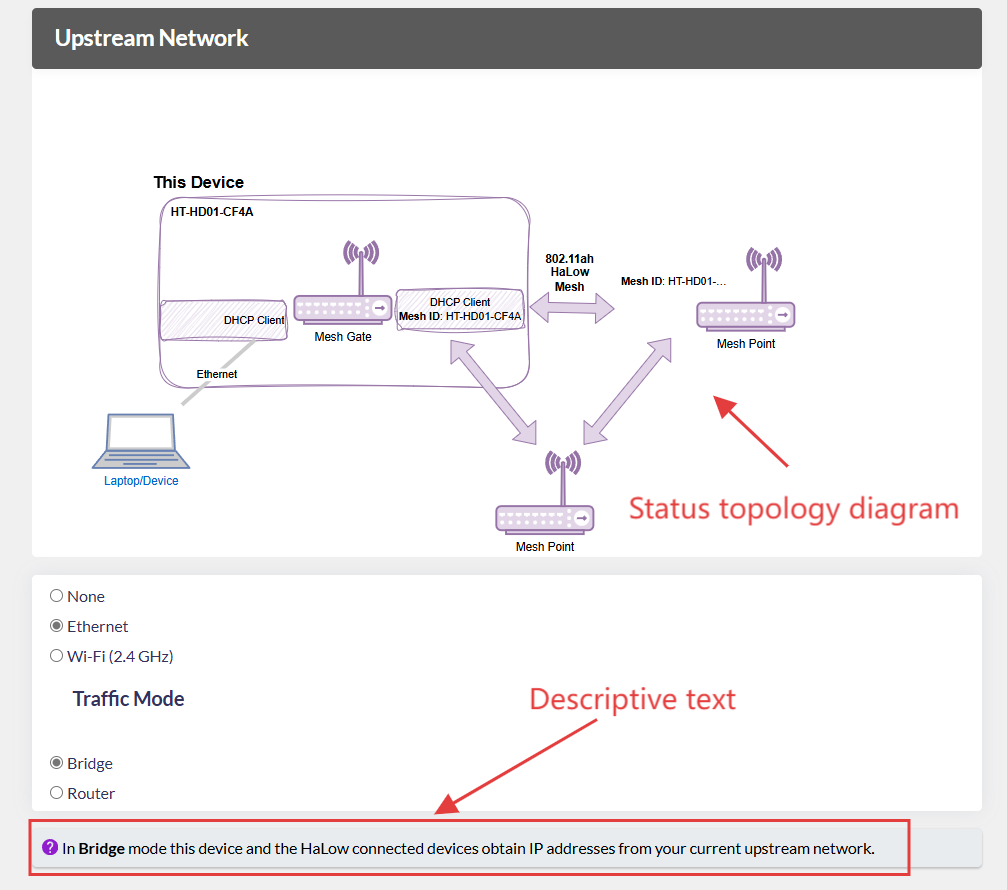 Upstream Network
This Device
HT-HD01-CF4A
802.11ah
HaLow
Mesh
Mesh ID: HT-HD01-...
DHCP Client
DHCP Client
Mesh ID: HT-HD01-CF4A
Mesh Gate
Mesh Point
Ethernet
Laptop/Device
Status topology diagram
Mesh Point
None
Ethernet
Wi-Fi (2.4 GHz)
Traffic Mode
Descriptive text
Bridge
Router
? In Bridge mode this device and the HaLow connected devices obtain IP addresses from your current upstream network.